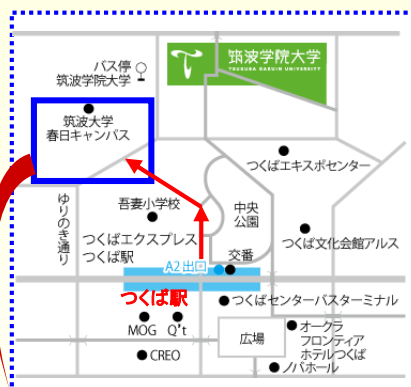 バス停
筑波学院大学
筑波学院大学
TSUKUBA GAKUIN UNIVERSITY
筑波大学
春日キャンパス
つくばエキスポセンター
ゆりのき通り
吾妻小学校
中央
公園
つくばエクスプレス
つくば駅
つくば文化会館アルス
交番
A2出口
つくば駅
つくばセンターバスターミナル
MOG
Q't
広場
オークラ
フロンティア
ホテルつくば
CREO
ノバホール